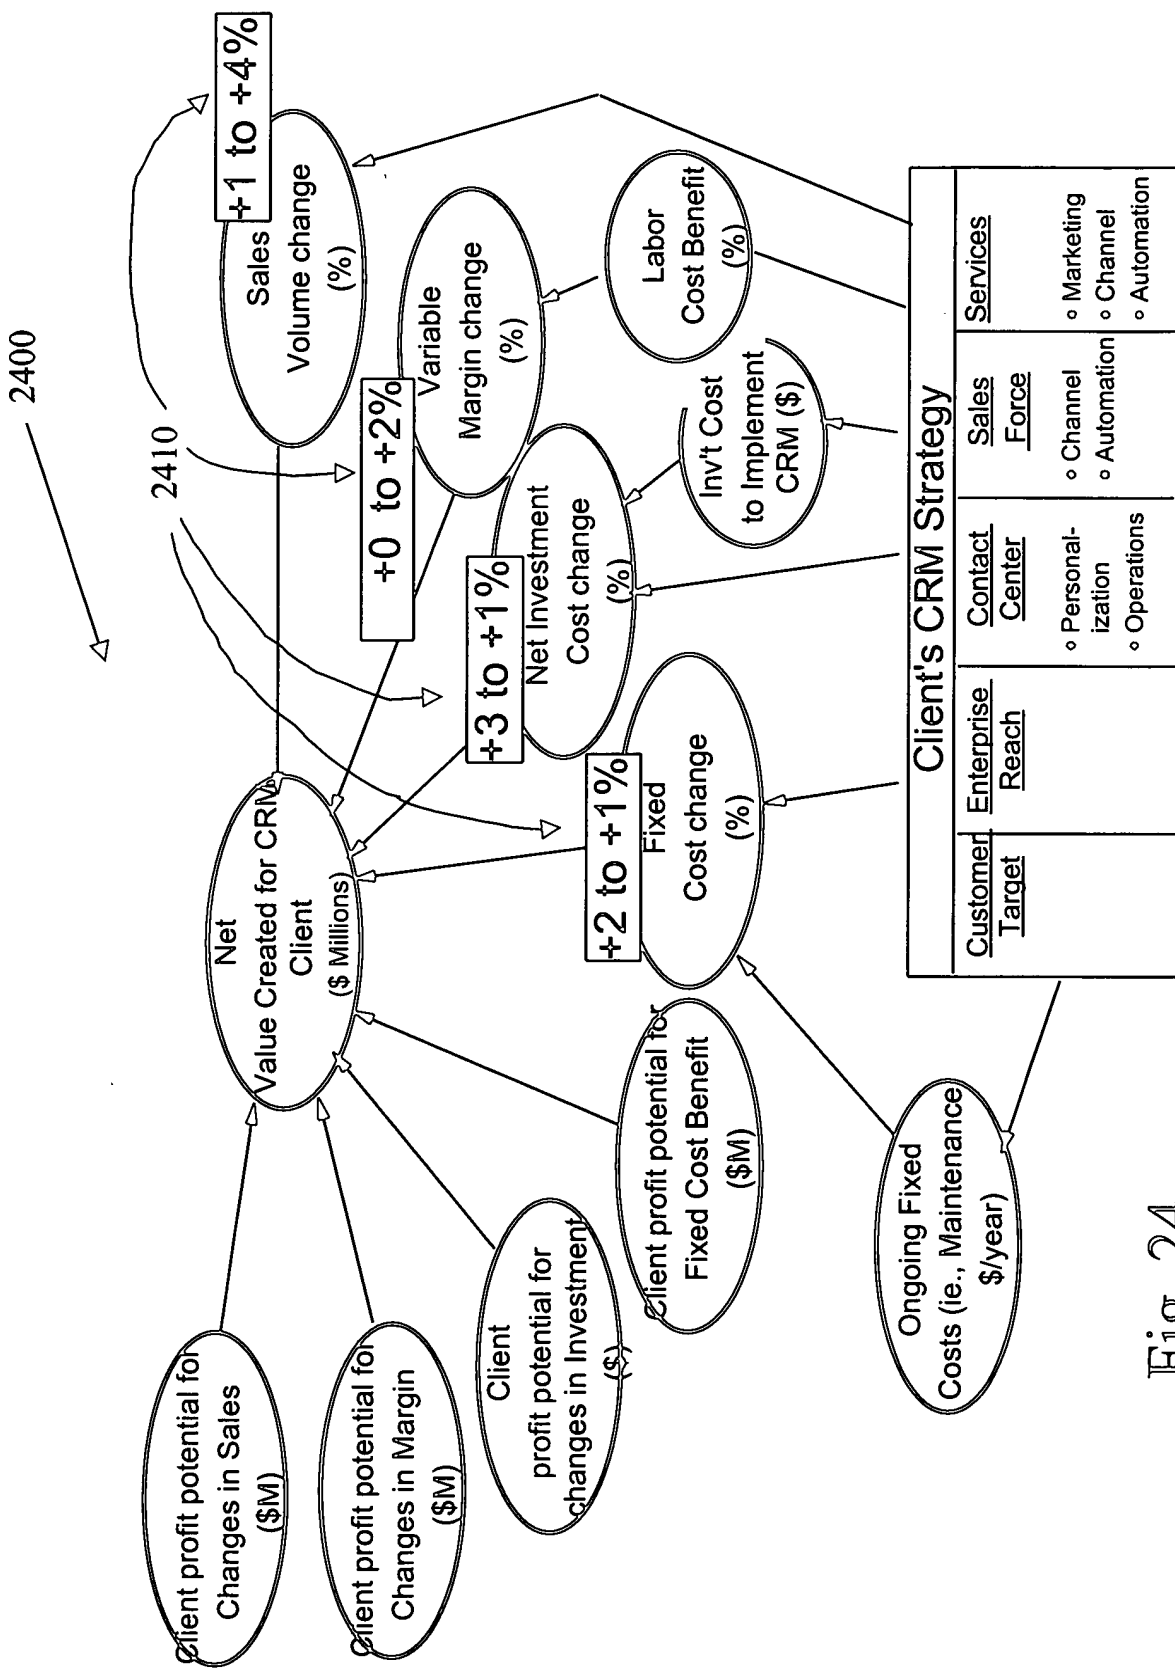 2400
2410
Net
Value Created for CRM
Client
($ Millions)
+1 to +4%
Sales
Volume change
(%)
+0 to +2%
Variable
Margin change
(%)
+3 to +1%
Net Investment
Cost change
(%)
+2 to +1%
Fixed
Cost change
(%)
Labor
Cost Benefit
(%)
Inv't Cost
to Implement
CRM ($)
Client profit potential for
Changes in Sales
($M)
Client profit potential for
Changes in Margin
($M)
Client
profit potential for
changes in Investment
($)
Client profit potential for
Fixed Cost Benefit
($M)
Ongoing Fixed
Costs (ie., Maintenance
$/year)
Client's CRM Strategy
Customer
Target
Enterprise
Reach
Contact
Center
∘ Personal-
ization
∘ Operations
Sales
Force
∘ Channel
∘ Automation
Services
∘ Marketing
∘ Channel
∘ Automation
Fig. 24